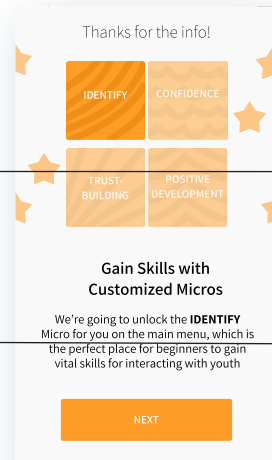 Thanks for the info!
IDENTIFY
CONFIDENCE
TRUST-
BUILDING
POSITIVE
DEVELOPMENT
Gain Skills with
Customized Micros
We're going to unlock the IDENTIFY
Micro for you on the main menu, which is
the perfect place for beginners to gain
vital skills for interacting with youth
NEXT